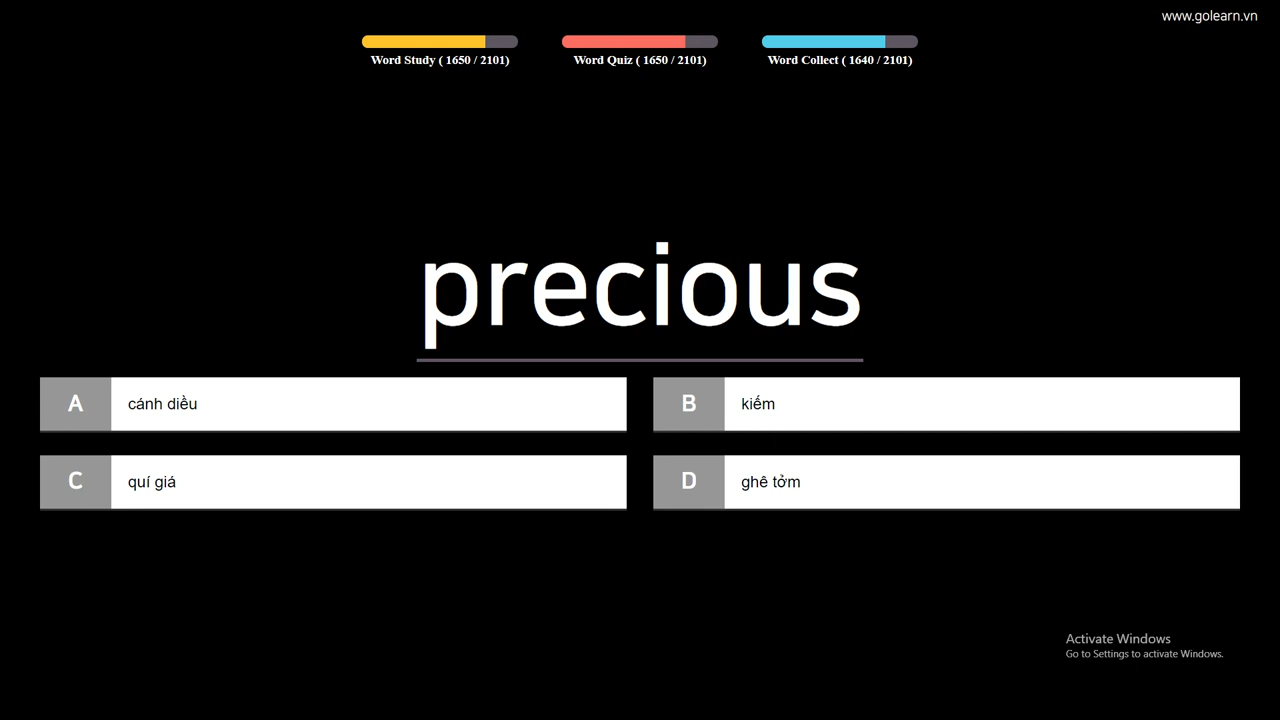 www.golearn.vn
Word Study ( 1650 / 2101)
Word Quiz ( 1650 / 2101)
Word Collect ( 1640 / 2101)
precious
A cánh diều
B kiếm
C quí giá
D ghê tởm
Activate Windows
Go to Settings to activate Windows.